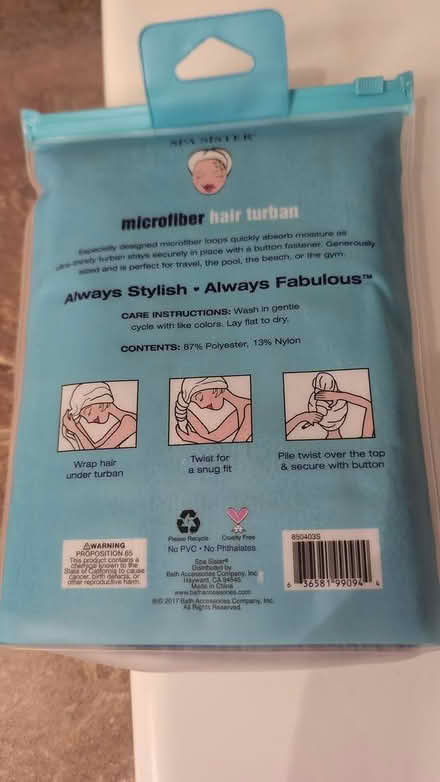 SPA SISTER®
microfiber hair turban
Especially designed microfiber loops quickly absorb moisture as
ultra-comfy turban stays securely in place with a button fastener. Generously
sized and is perfect for travel, the pool, the beach, or the gym.
Always Stylish • Always Fabulous™
CARE INSTRUCTIONS: Wash in gentle
cycle with like colors. Lay flat to dry.
CONTENTS: 87% Polyester, 13% Nylon
Wrap hair
under turban
Twist for
a snug fit
Pile twist over the top
& secure with button
Please Recycle
Cruelty Free
No PVC • No Phthalates
⚠WARNING
PROPOSITION 65
This product contains a
chemical known to the
State of California to cause
cancer, birth defects, or
other reproductive harm.
Spa Sister®
Distributed by
Bath Accessories Company, Inc.
Hayward, CA 94545
Made in China
www.bathaccessories.com
®/© 2017 Bath Accessories Company, Inc.
All Rights Reserved.
850403S
6 36581 99094 4